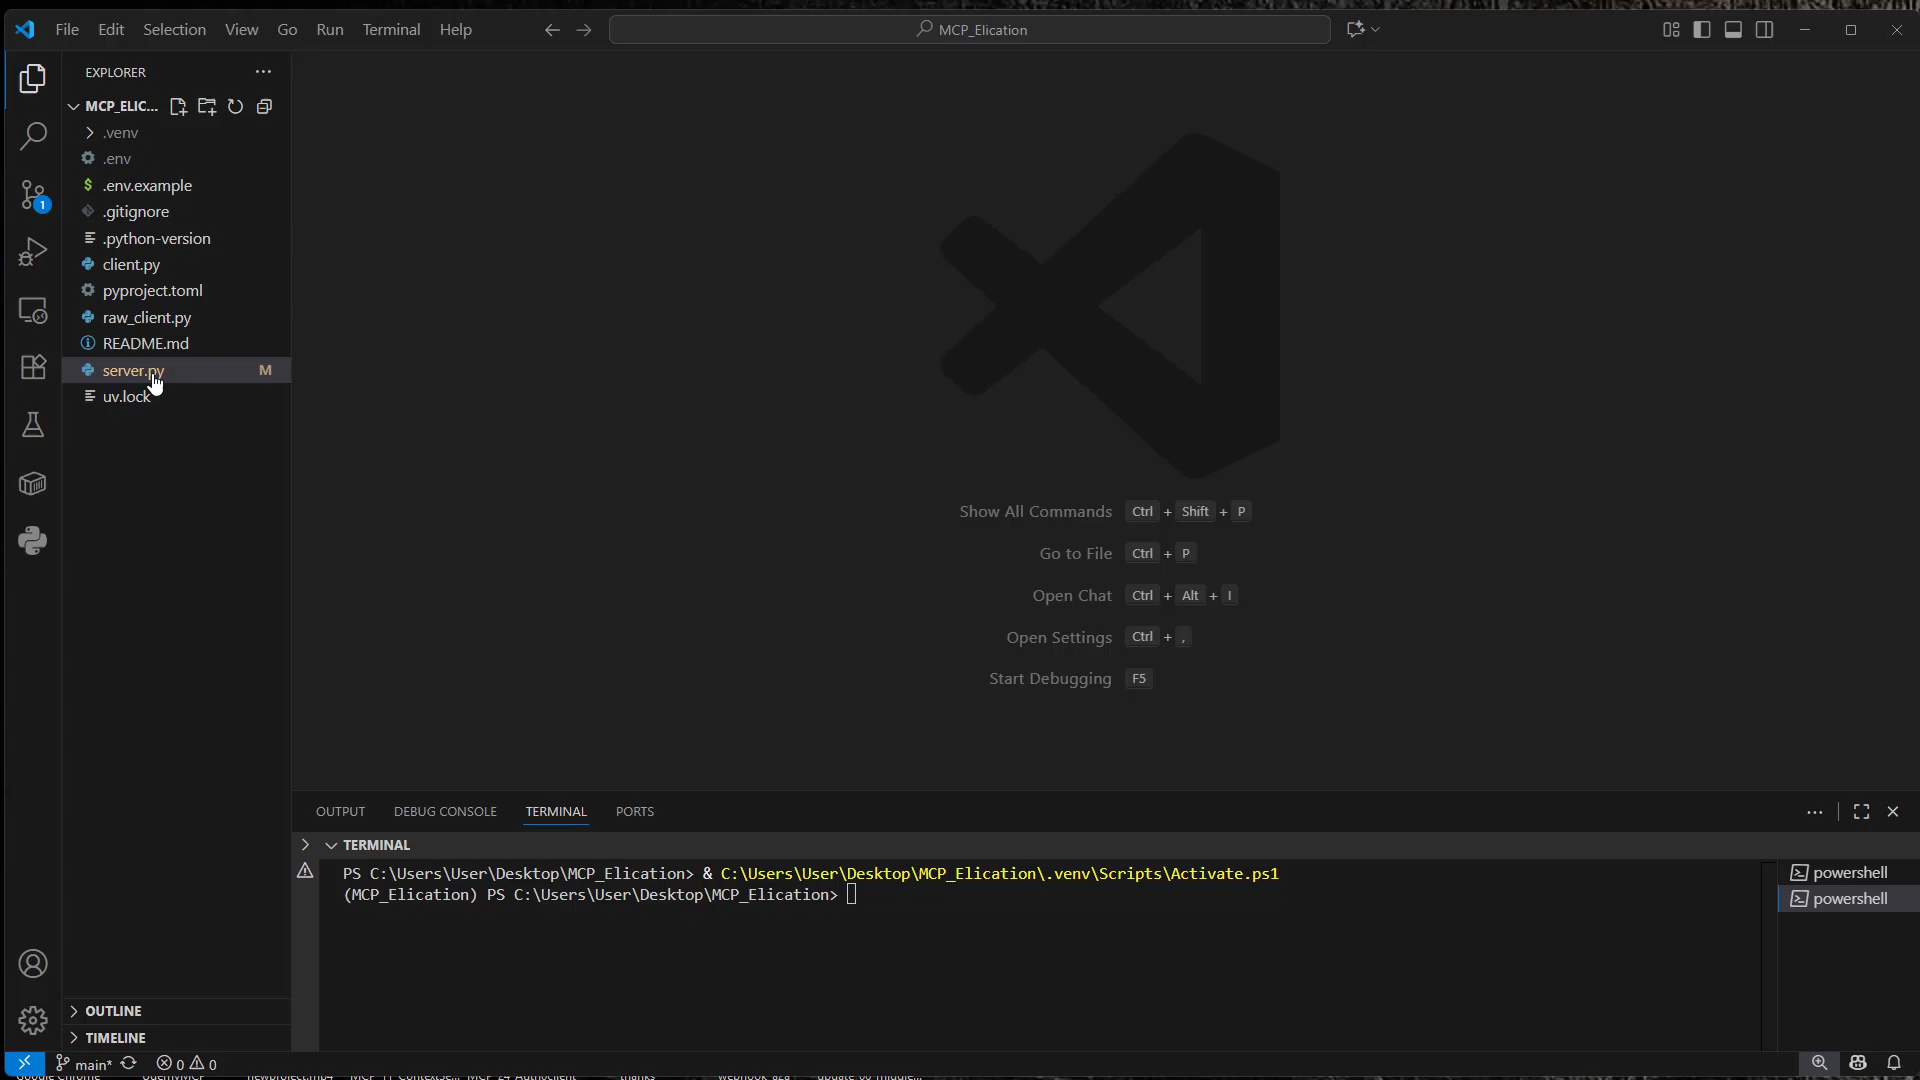 File Edit Selection View Go Run Terminal Help
MCP_Elication
EXPLORER
MCP_ELIC...
.venv
.env
$ .env.example
.gitignore
.python-version
client.py
pyproject.toml
raw_client.py
README.md
server.py M
uv.lock
1
Show All Commands Ctrl + Shift + P
Go to File Ctrl + P
Open Chat Ctrl + Alt + I
Open Settings Ctrl + ,
Start Debugging F5
OUTPUT DEBUG CONSOLE TERMINAL PORTS
TERMINAL
PS C:\Users\User\Desktop\MCP_Elication> & C:\Users\User\Desktop\MCP_Elication\.venv\Scripts\Activate.ps1
(MCP_Elication) PS C:\Users\User\Desktop\MCP_Elication>
powershell
powershell
OUTLINE
TIMELINE
main* 0 0